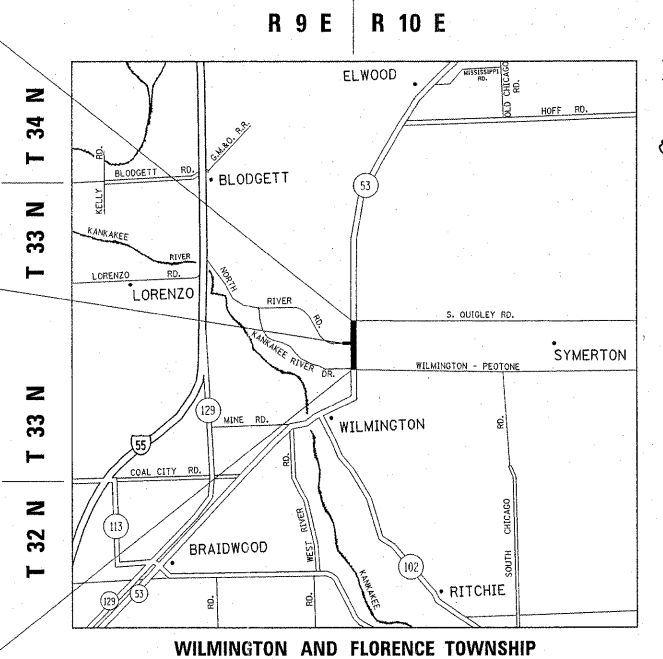 R 9 E R 10 E
ELWOOD
MISSISSIPPI
RD.
OLD CHICAGO
RD.
HOFF RD.
T 34 N
G.M.&O. R.R.
53
KELLY RD.
BLODGETT RD.
BLODGETT
T 33 N
KANKAKEE
RIVER
LORENZO RD.
LORENZO
NORTH
RIVER
RD.
S. QUIGLEY RD.
KANKAKEE RIVER DR.
SYMERTON
WILMINGTON - PEOTONE
T 33 N
129
MINE RD.
WILMINGTON
RD.
55
COAL CITY RD.
RD.
T 32 N
113
WEST RIVER
SOUTH CHICAGO
BRAIDWOOD
102
KANKAKEE
RITCHIE
129
53
RD.
RD.
WILMINGTON AND FLORENCE TOWNSHIP